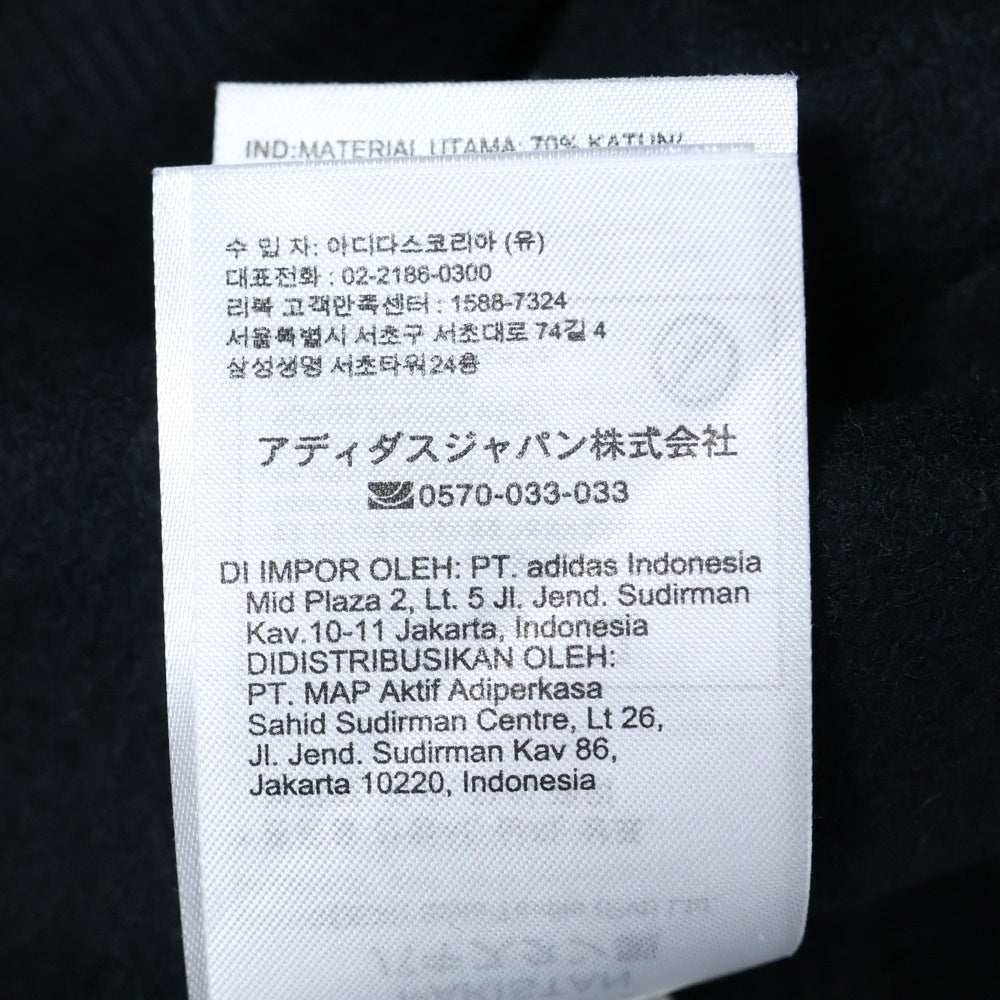 IND:MATERIAL UTAMA: 70% KATUN/
수 입 자: 아디다스코리아 (유)
대표전화 : 02-2186-0300
리복 고객만족센터 : 1588-7324
서울특별시 서초구 서초대로 74길 4
삼성생명 서초타워24층
アディダスジャパン株式会社
0570-033-033
DI IMPOR OLEH: PT. adidas Indonesia
Mid Plaza 2, Lt. 5 Jl. Jend. Sudirman
Kav.10-11 Jakarta, Indonesia
DIDISTRIBUSIKAN OLEH:
PT. MAP Aktif Adiperkasa
Sahid Sudirman Centre, Lt 26,
Jl. Jend. Sudirman Kav 86,
Jakarta 10220, Indonesia